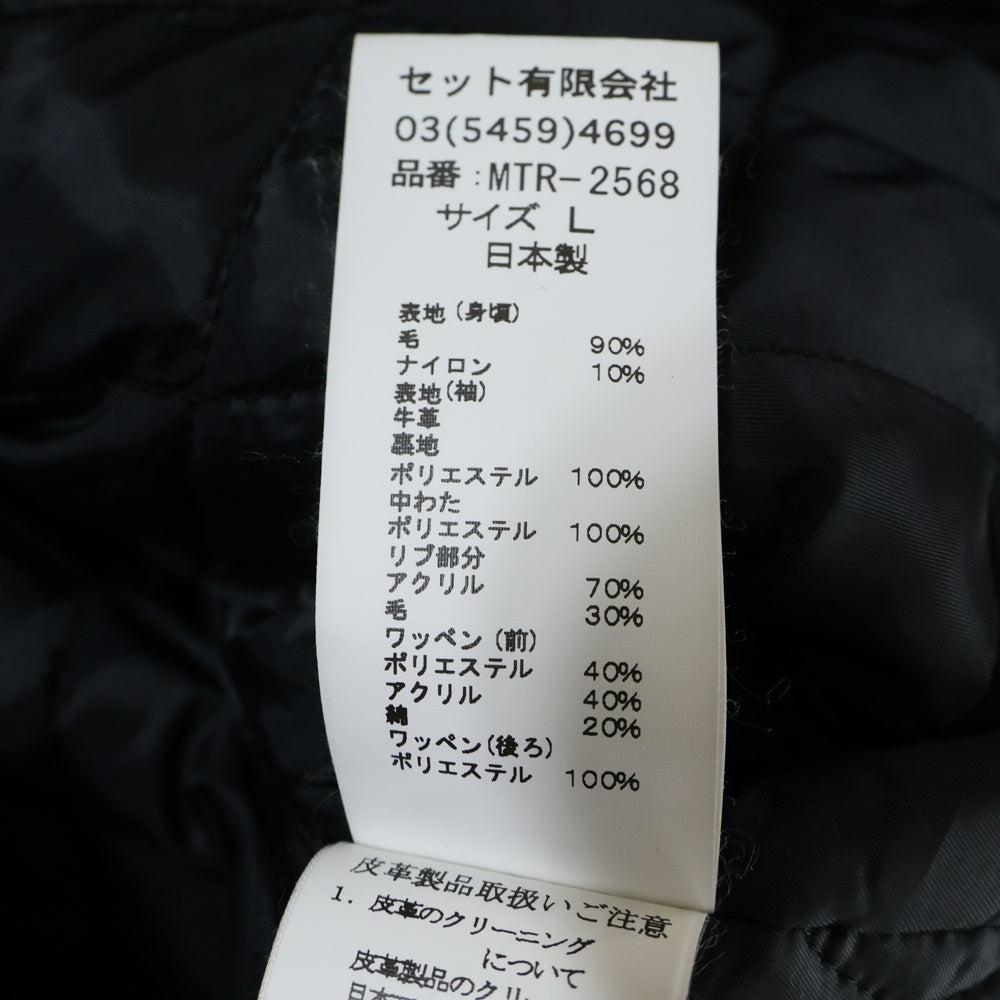 セット有限会社
03(5459)4699
品番:MTR-2568
サイズ L
日本製
表地(身頃)
毛 90%
ナイロン 10%
表地(袖)
牛革
裏地
ポリエステル 100%
中わた
ポリエステル 100%
リブ部分
アクリル 70%
毛 30%
ワッペン(前)
ポリエステル 40%
アクリル 40%
綿 20%
ワッペン(後ろ)
ポリエステル 100%
皮革製品取扱いご注意
1. 皮革のクリーニング
について
皮革製品のクリ
日本